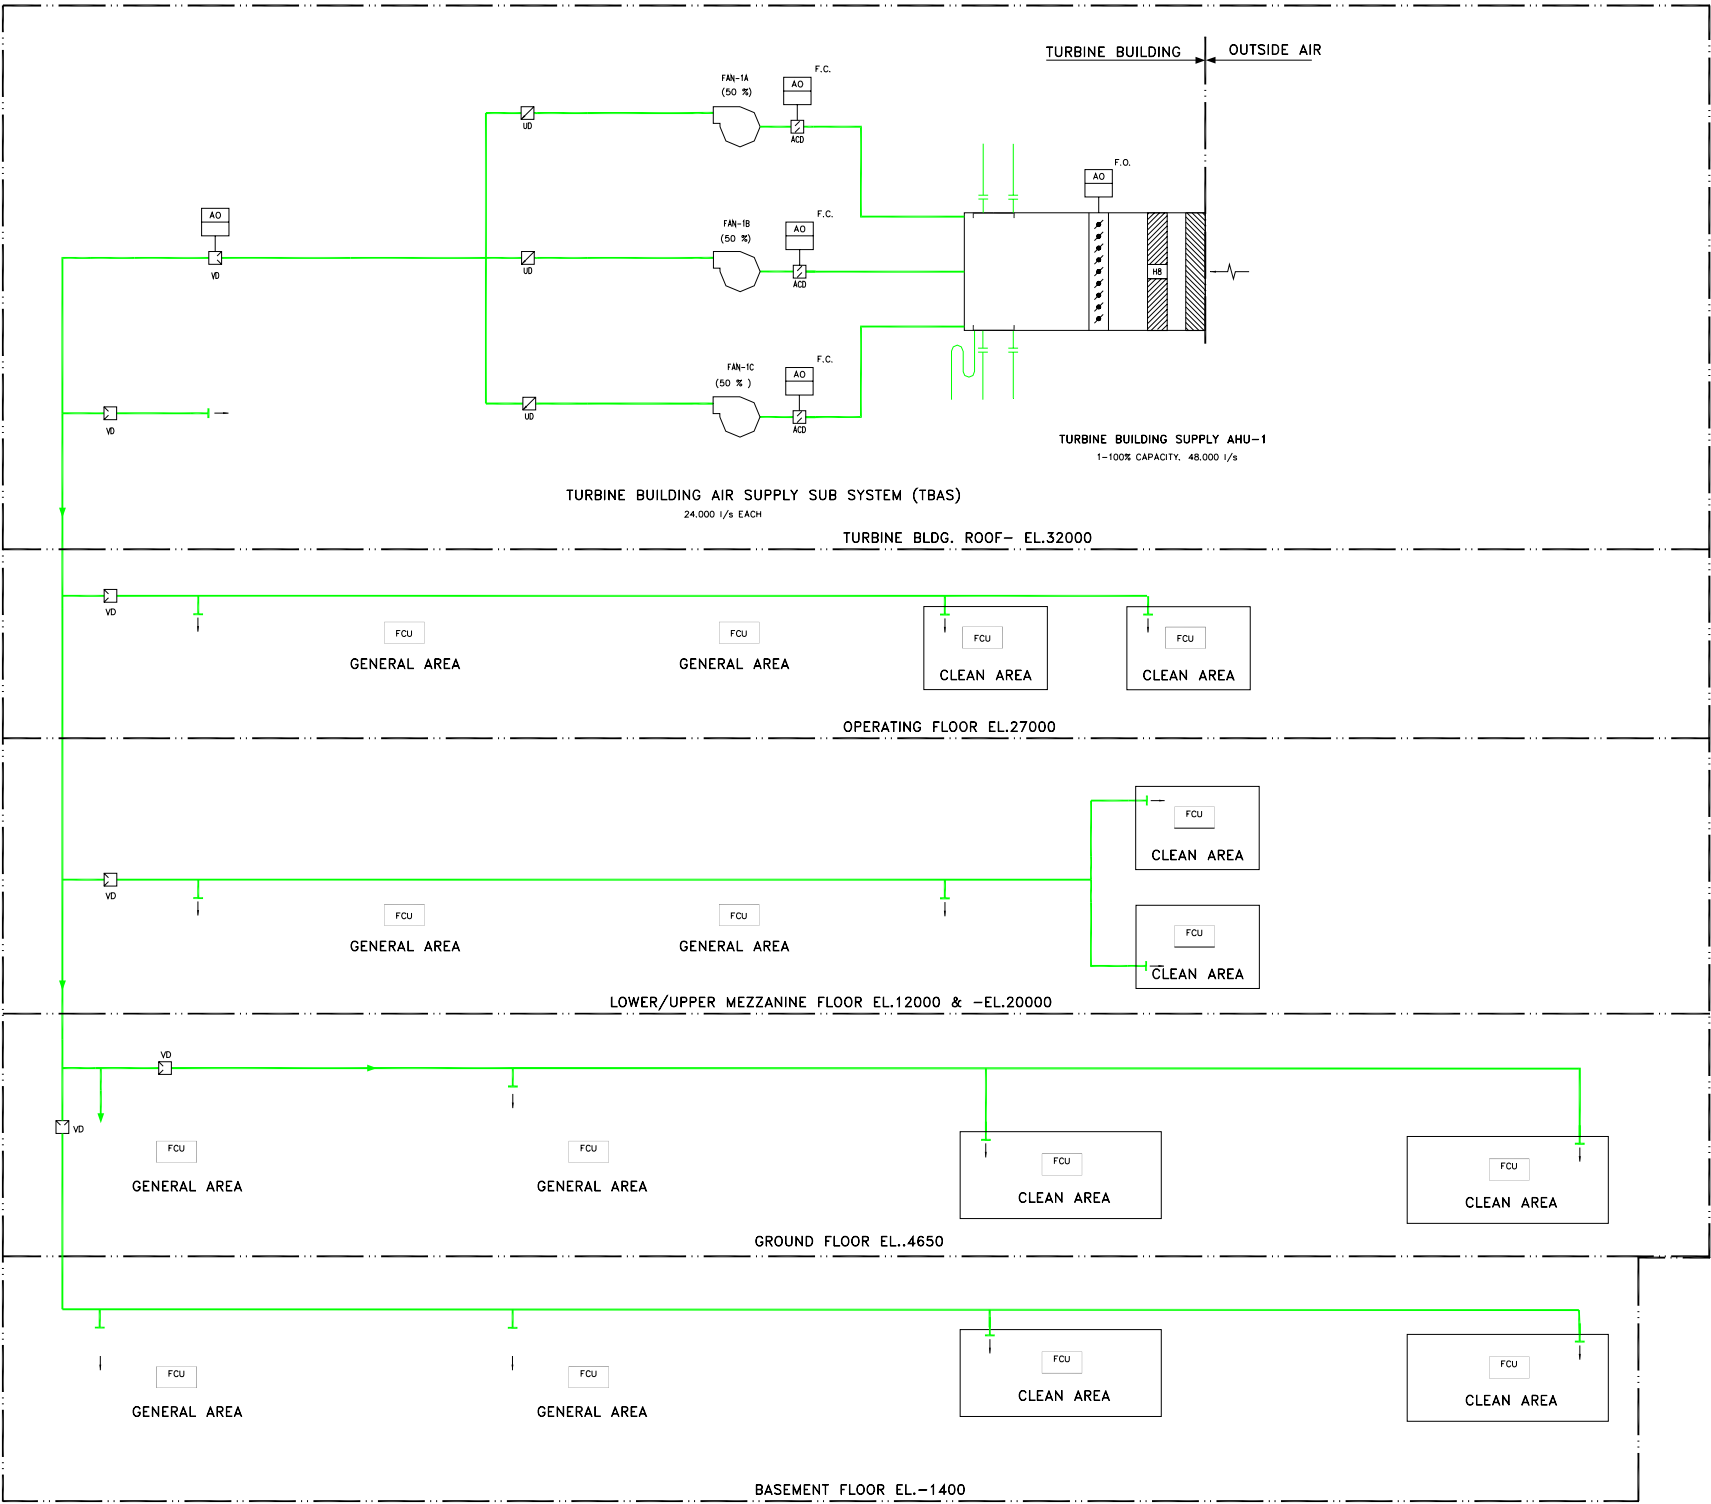 TURBINE BUILDING
OUTSIDE AIR
FAN-1A
(50 %)
AO
F.C.
UD
ACD
AO
F.O.
AO
VD
FAN-1B
(50 %)
AO
F.C.
UD
ACD
HB
FAN-1C
(50 % )
AO
F.C.
UD
ACD
VD
TURBINE BUILDING SUPPLY AHU-1
1-100% CAPACITY. 48.000 l/s
TURBINE BUILDING AIR SUPPLY SUB SYSTEM (TBAS)
24.000 l/s EACH
TURBINE BLDG. ROOF- EL.32000
VD
FCU
GENERAL AREA
FCU
GENERAL AREA
FCU
CLEAN AREA
FCU
CLEAN AREA
OPERATING FLOOR EL.27000
FCU
CLEAN AREA
VD
FCU
GENERAL AREA
FCU
GENERAL AREA
FCU
CLEAN AREA
LOWER/UPPER MEZZANINE FLOOR EL.12000 & -EL.20000
VD
VD
FCU
GENERAL AREA
FCU
GENERAL AREA
FCU
CLEAN AREA
FCU
CLEAN AREA
GROUND FLOOR EL..4650
FCU
GENERAL AREA
FCU
GENERAL AREA
FCU
CLEAN AREA
FCU
CLEAN AREA
BASEMENT FLOOR EL.-1400